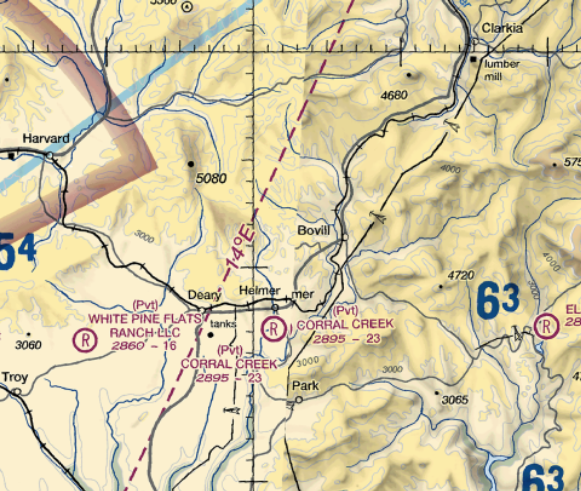 Clarkia
lumber
mill
4680
Harvard
5080
4000
3000
14°E
Bovill
54
4720
63
4000
Deary
Helmer
mer
(Pvt)
WHITE PINE FLATS
RANCH LLC
2860 - 16
R
tanks
R
(Pvt)
CORRAL CREEK
2895 - 23
R
3060
(Pvt)
CORRAL CREEK
2895 - 23
3000
Troy
Park
3065
63